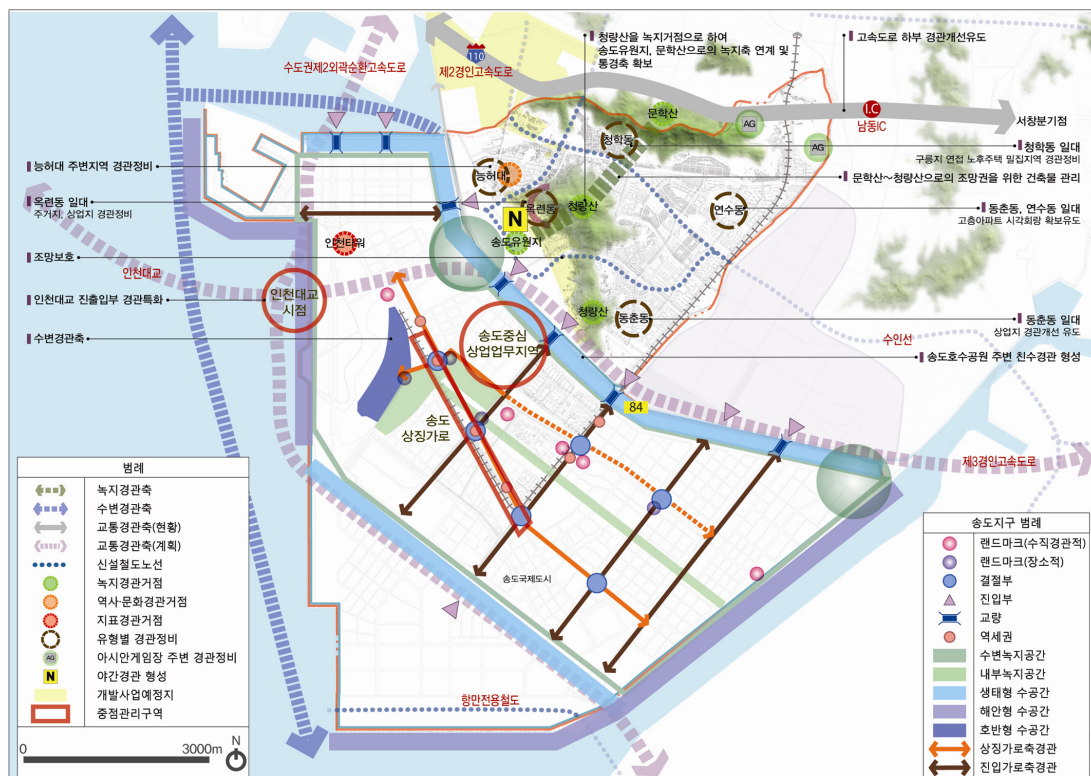 청량산을 녹지거점으로 하여
송도유원지, 문학산으로의 녹지축 연계 및
통경축 확보
고속도로 하부 경관개선유도
수도권제2외곽순환고속도로
제2경인고속도로
110
문학산
AG
I.C
남동IC
서창분기점
청학동
AG
청학동 일대
구릉지 연접 노후주택 밀집지역 경관정비
능허대 주변지역 경관정비
능허대
문학산~청량산으로의 조망권을 위한 건축물 관리
옥련동 일대
주거지, 상업지 경관정비
옥련동
청량산
연수동
동춘동, 연수동 일대
고층아파트 시각회랑 확보유도
N
인천타워
송도유원지
조망보호
인천대교
인천대교
시점
인천대교 진출입부 경관특화
청량산
동춘동
동춘동 일대
상업지 경관개선 유도
수변경관축
송도중심
상업업무지역
수인선
송도호수공원 주변 친수경관 형성
84
송도
상징가로
제3경인고속도로
송도국제도시
항만전용철도
범례
녹지경관축
수변경관축
교통경관축(현황)
교통경관축(계획)
신설철도노선
녹지경관거점
역사·문화경관거점
지표경관거점
유형별 경관정비
AG
아시안게임장 주변 경관정비
N
야간경관 형성
개발사업예정지
중점관리구역
0
3000m
N
송도지구 범례
랜드마크(수직경관적)
랜드마크(장소적)
결절부
진입부
교량
역세권
수변녹지공간
내부녹지공간
생태형 수공간
해안형 수공간
호반형 수공간
상징가로축경관
진입가로축경관